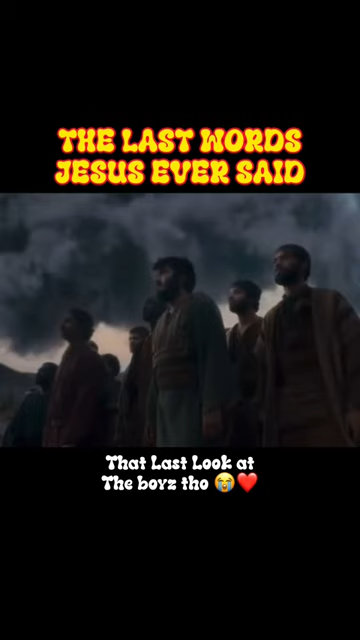 THE LAST WORDS
JESUS EVER SAID
That Last Look at
The boyz tho 😭❤️